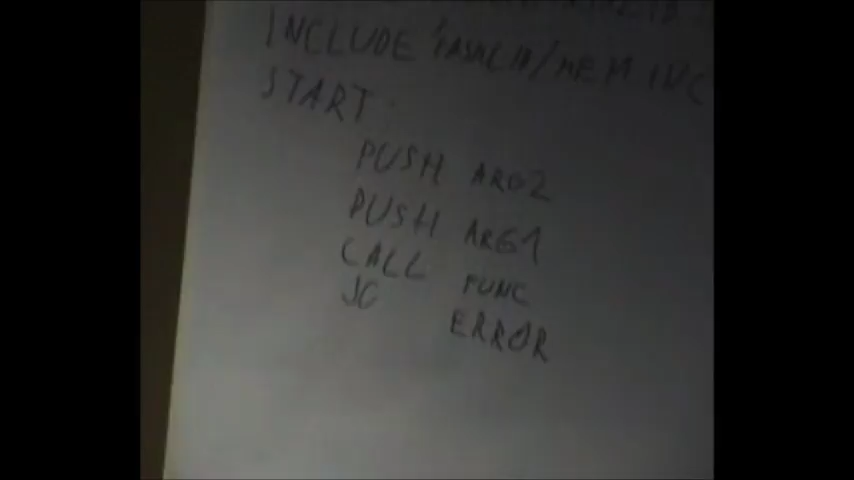 INCLUDE
START:
PUSH ARG2
PUSH ARG1
CALL FUNC
JC ERROR